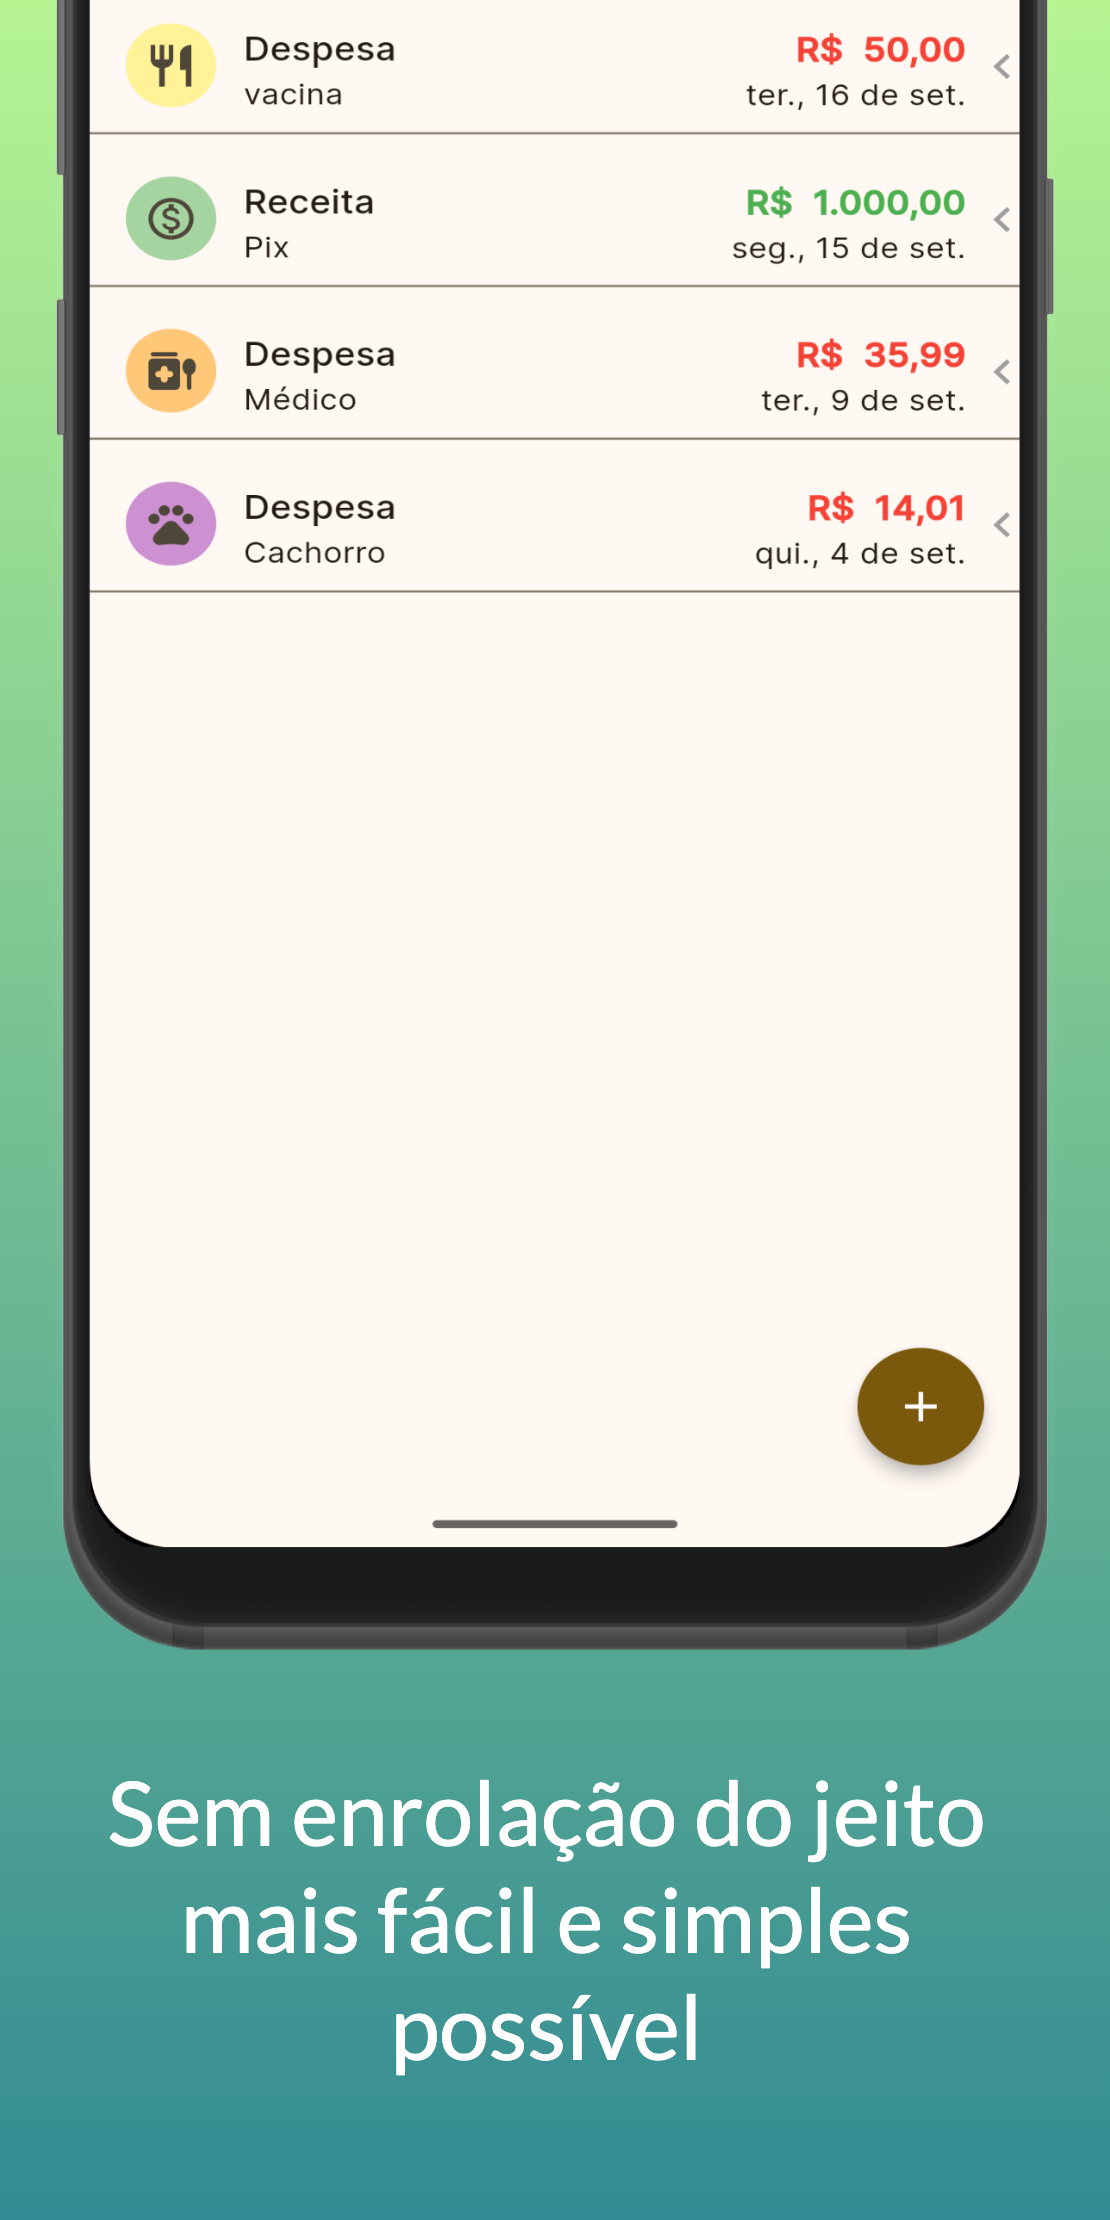 Despesa
R$ 50,00
vacina
ter., 16 de set.
Receita
R$ 1.000,00
Pix
seg., 15 de set.
Despesa
R$ 35,99
Médico
ter., 9 de set.
Despesa
R$ 14,01
Cachorro
qui., 4 de set.
Sem enrolação do jeito
mais fácil e simples
possível